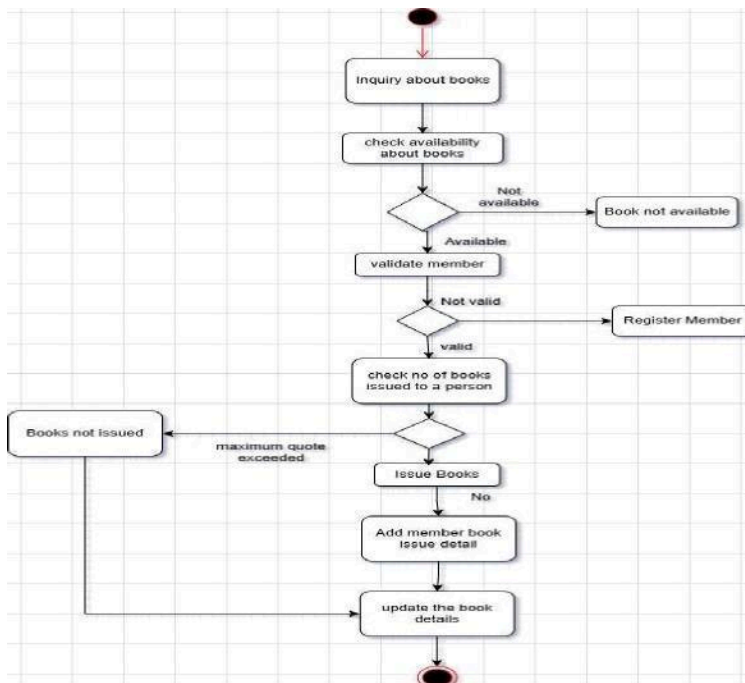 Inquiry about books
check availability
about books
Not
available
Book not available
Available
validate member
Not valid
Register Member
valid
check no of books
issued to a person
Books not issued
maximum quote
exceeded
Issue Books
No
Add member book
issue detail
update the book
details